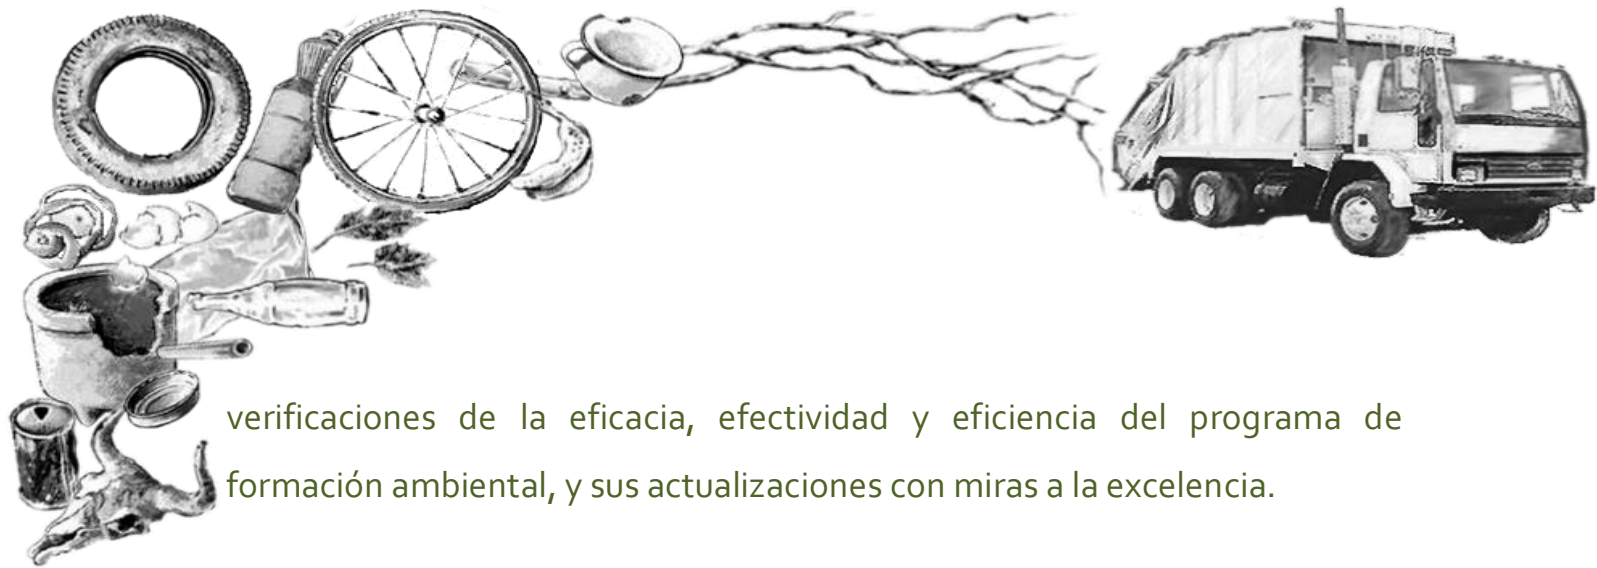 verificaciones de la eficacia, efectividad y eficiencia del programa de
formación ambiental, y sus actualizaciones con miras a la excelencia.